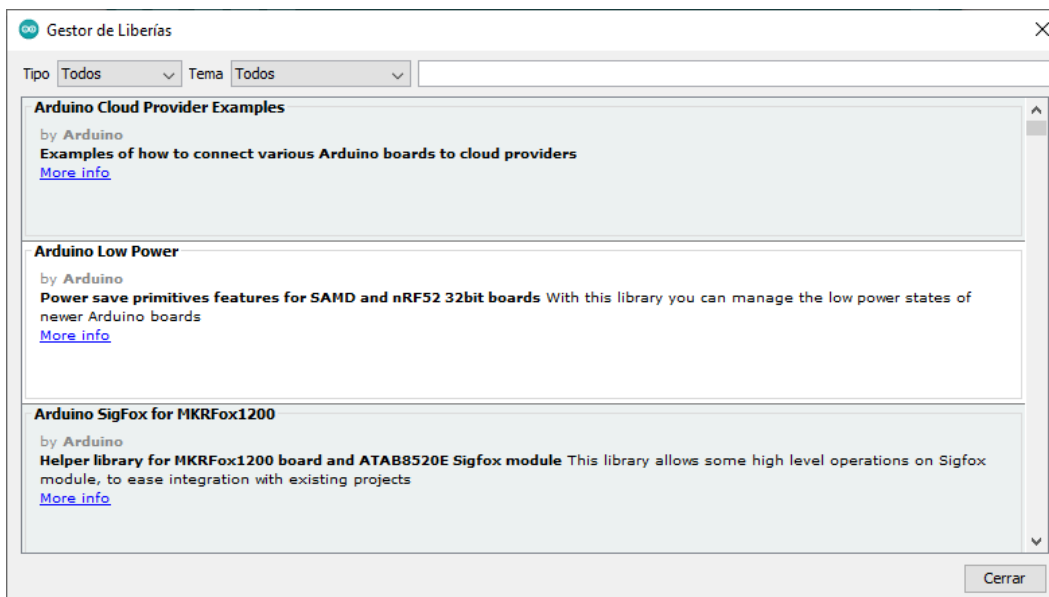 Gestor de Liberías
Tipo Todos Tema Todos
Arduino Cloud Provider Examples
by Arduino
Examples of how to connect various Arduino boards to cloud providers
More info
Arduino Low Power
by Arduino
Power save primitives features for SAMD and nRF52 32bit boards With this library you can manage the low power states of
newer Arduino boards
More info
Arduino SigFox for MKRFox1200
by Arduino
Helper library for MKRFox1200 board and ATAB8520E Sigfox module This library allows some high level operations on Sigfox
module, to ease integration with existing projects
More info
Cerrar